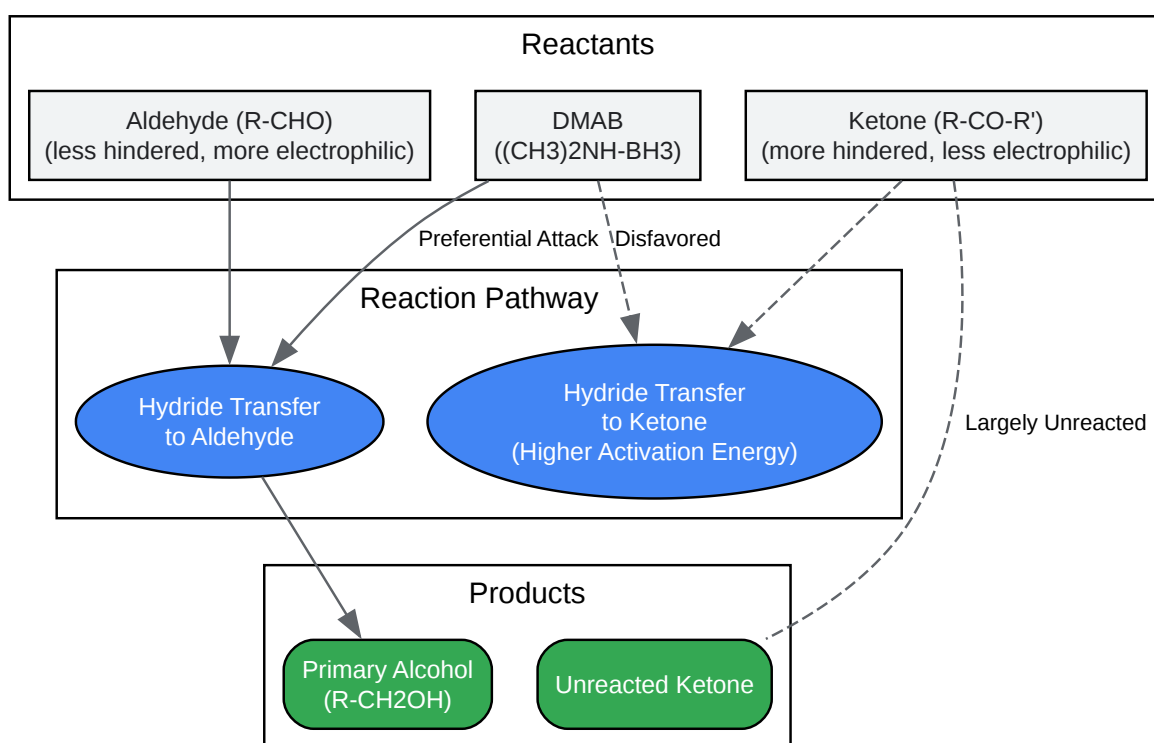 Reactants
Aldehyde (R-CHO)
(less hindered, more electrophilic)
DMAB
((CH3)2NH-BH3)
Ketone (R-CO-R')
(more hindered, less electrophilic)
Preferential Attack
Disfavored
Reaction Pathway
Hydride Transfer
to Aldehyde
Hydride Transfer
to Ketone
(Higher Activation Energy)
Largely Unreacted
Products
Primary Alcohol
(R-CH2OH)
Unreacted Ketone